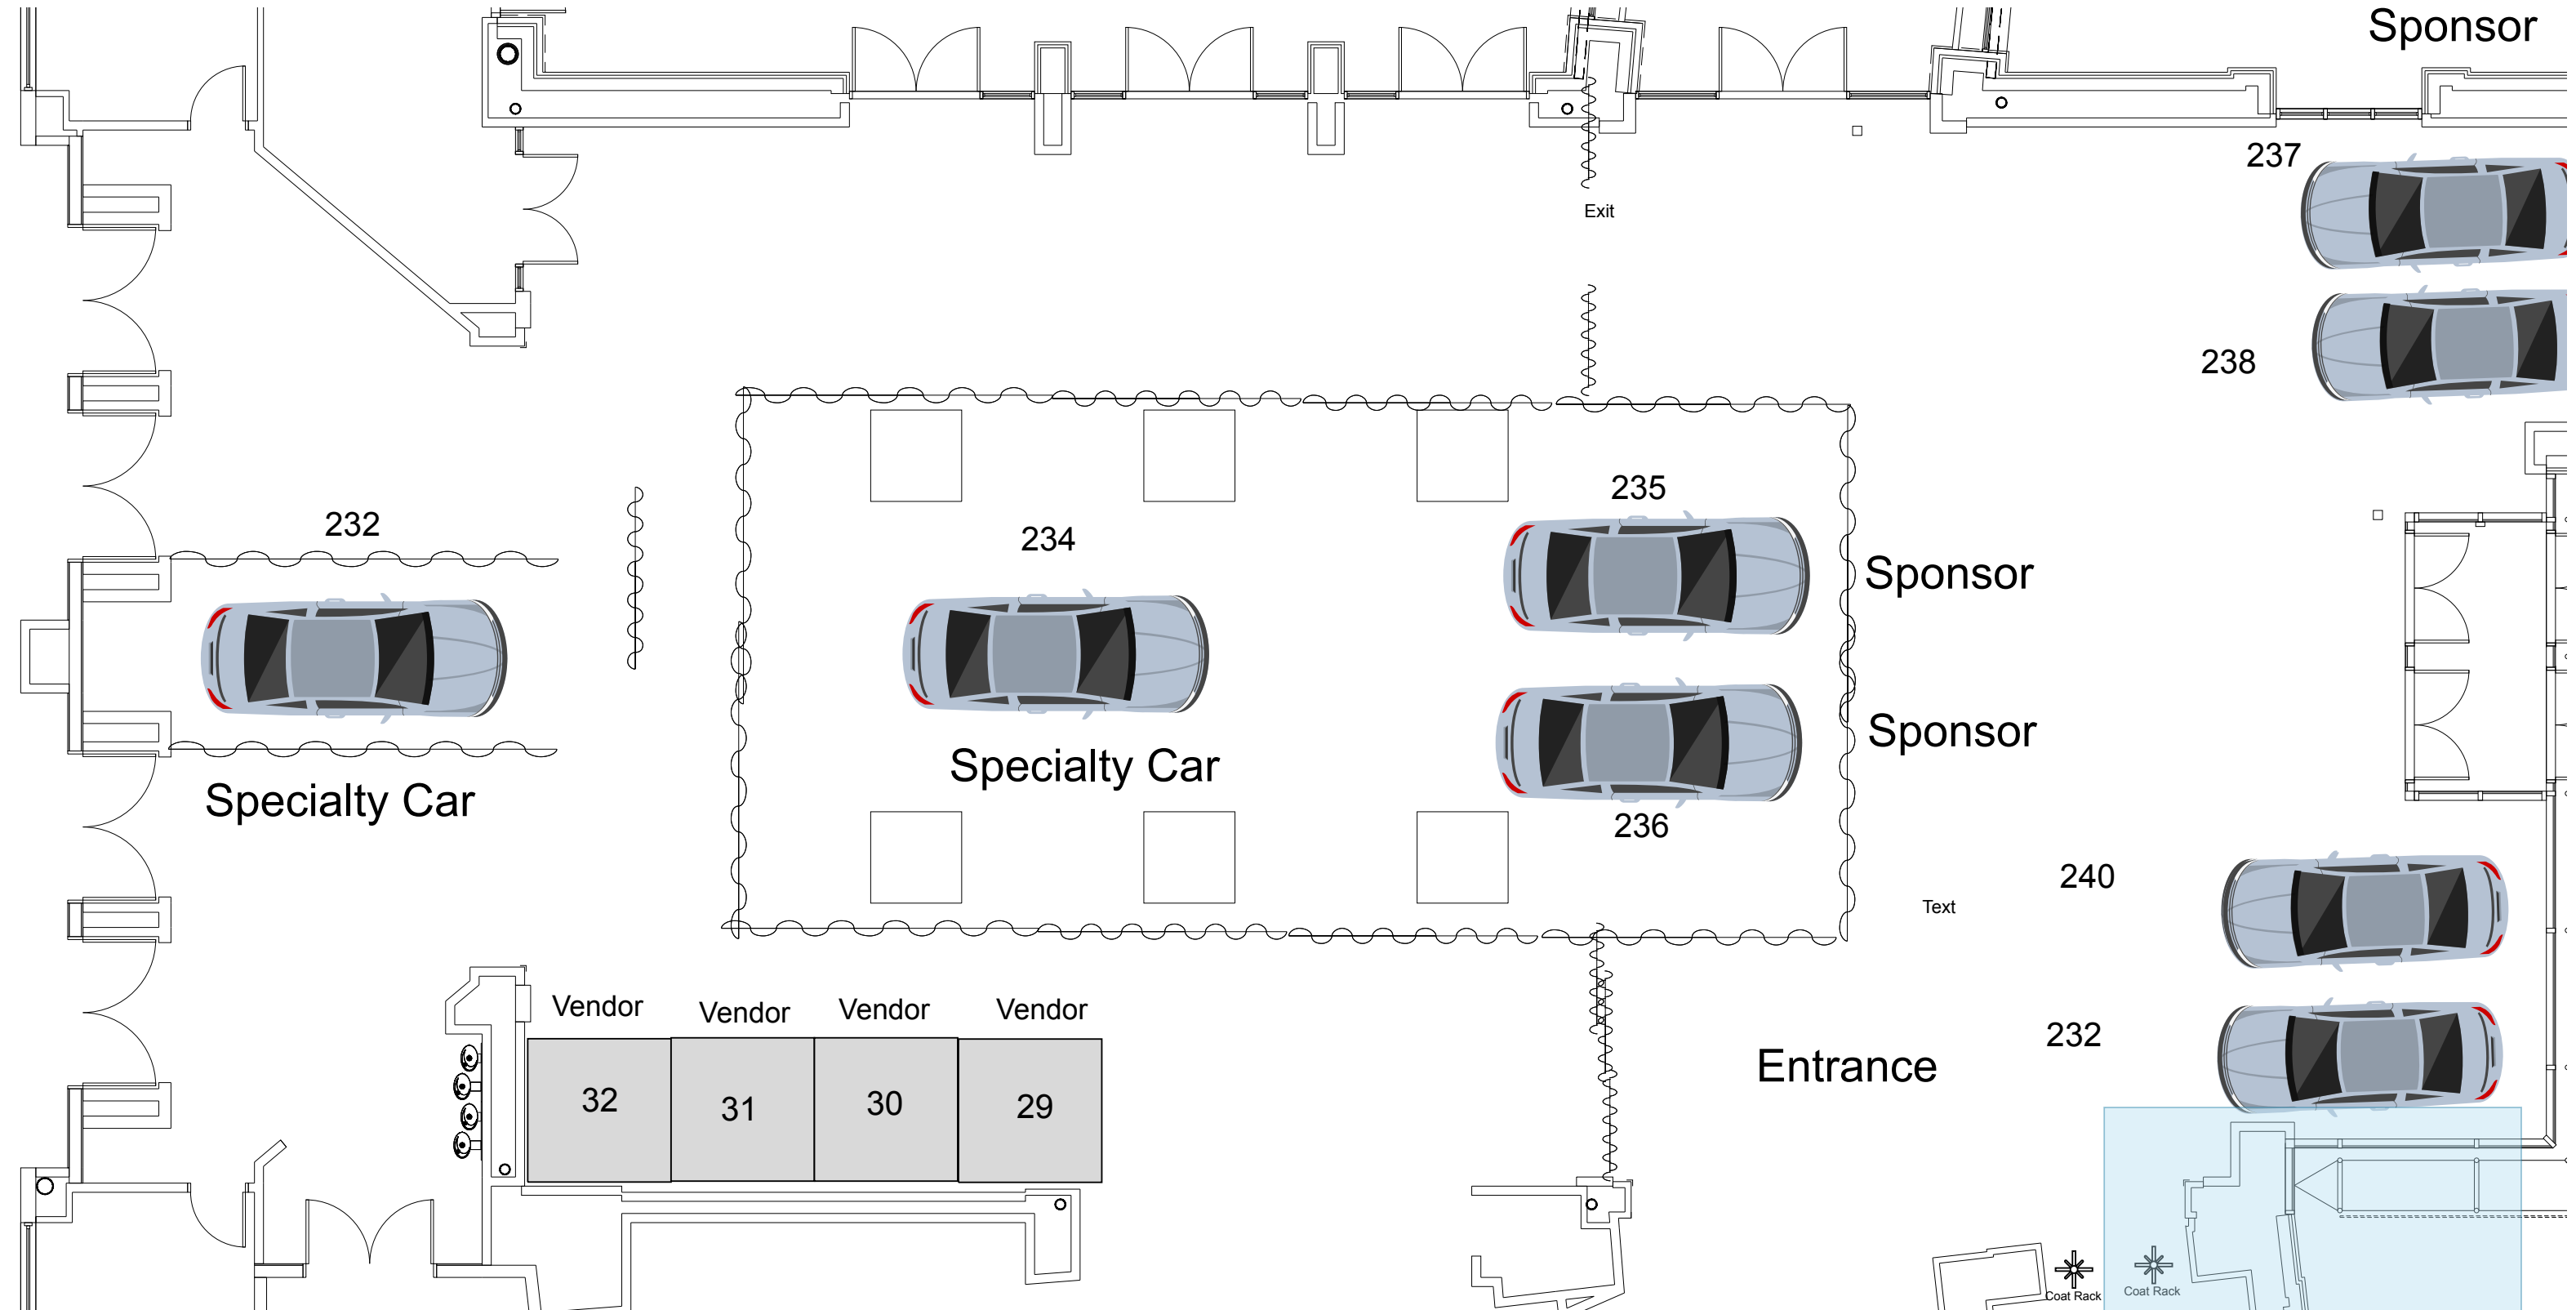 Sponsor
237
Exit
238
235
232
234
Sponsor
Sponsor
Specialty Car
Specialty Car
236
240
Text
Vendor
Vendor
Vendor
Vendor
232
Entrance
32
31
30
29
Coat Rack
Coat Rack